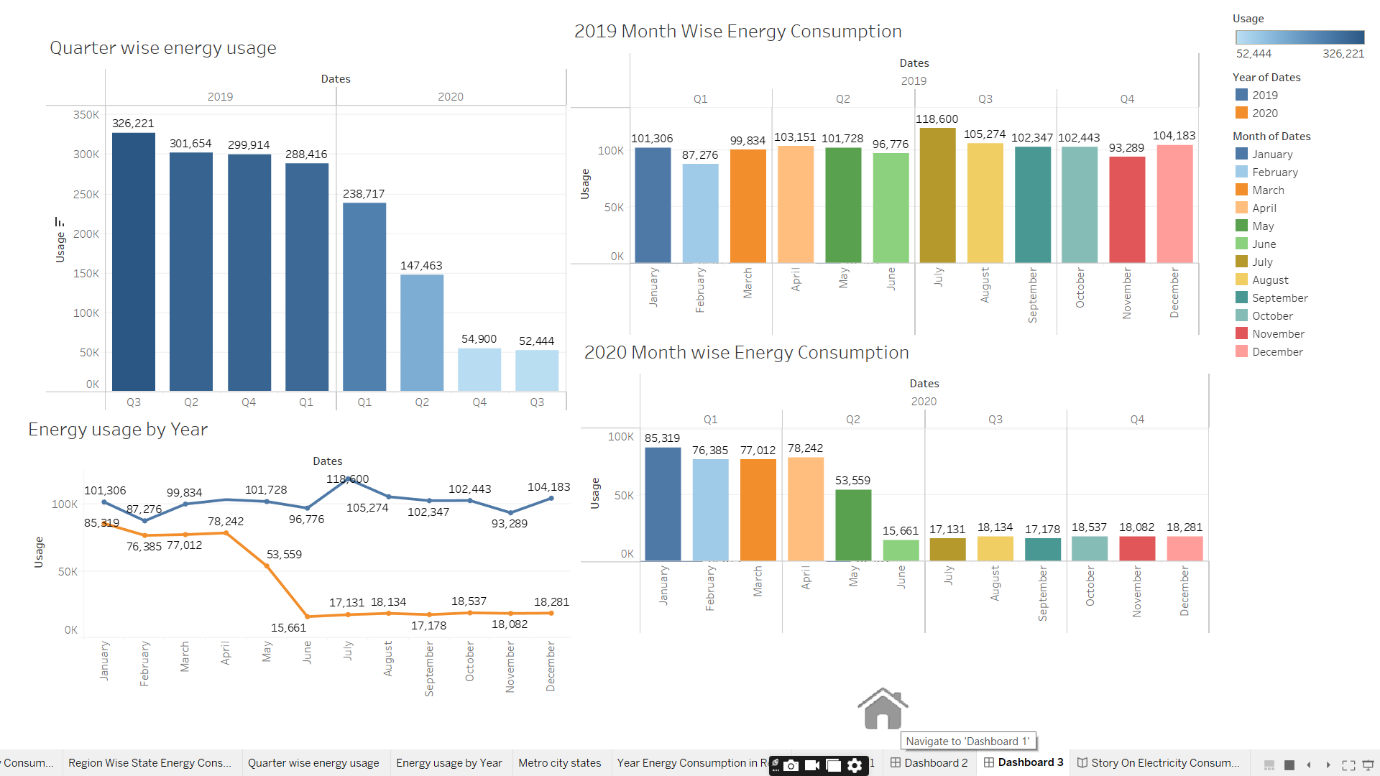 Quarter wise energy usage
Dates
2019 2020
350K
300K
250K
200K
150K
100K
50K
0K
Usage
326,221
301,654
299,914
288,416
238,717
147,463
54,900
52,444
Q3 Q2 Q4 Q1 Q1 Q2 Q4 Q3
Energy usage by Year
Dates
100K
50K
0K
Usage
101,306
87,276
99,834
101,728
96,776
118,600
105,274
102,347
102,443
93,289
104,183
85,319
76,385
77,012
78,242
53,559
15,661
17,131
18,134
17,178
18,537
18,082
18,281
January
February
March
April
May
June
July
August
September
October
November
December
2019 Month Wise Energy Consumption
Dates
2019
Q1 Q2 Q3 Q4
100K
50K
0K
Usage
101,306
87,276
99,834
103,151
101,728
96,776
118,600
105,274
102,347
102,443
93,289
104,183
January
February
March
April
May
June
July
August
September
October
November
December
2020 Month wise Energy Consumption
Dates
2020
Q1 Q2 Q3 Q4
100K
50K
0K
Usage
85,319
76,385
77,012
78,242
53,559
15,661
17,131
18,134
17,178
18,537
18,082
18,281
January
February
March
April
May
June
July
August
September
October
November
December
Usage
52,444 326,221
Year of Dates
2019
2020
Month of Dates
January
February
March
April
May
June
July
August
September
October
November
December
Navigate to 'Dashboard 1'
Consum...
Region Wise State Energy Cons...
Quarter wise energy usage
Energy usage by Year
Metro city states
Year Energy Consumption in R
1
Dashboard 2
Dashboard 3
Story On Electricity Consum...